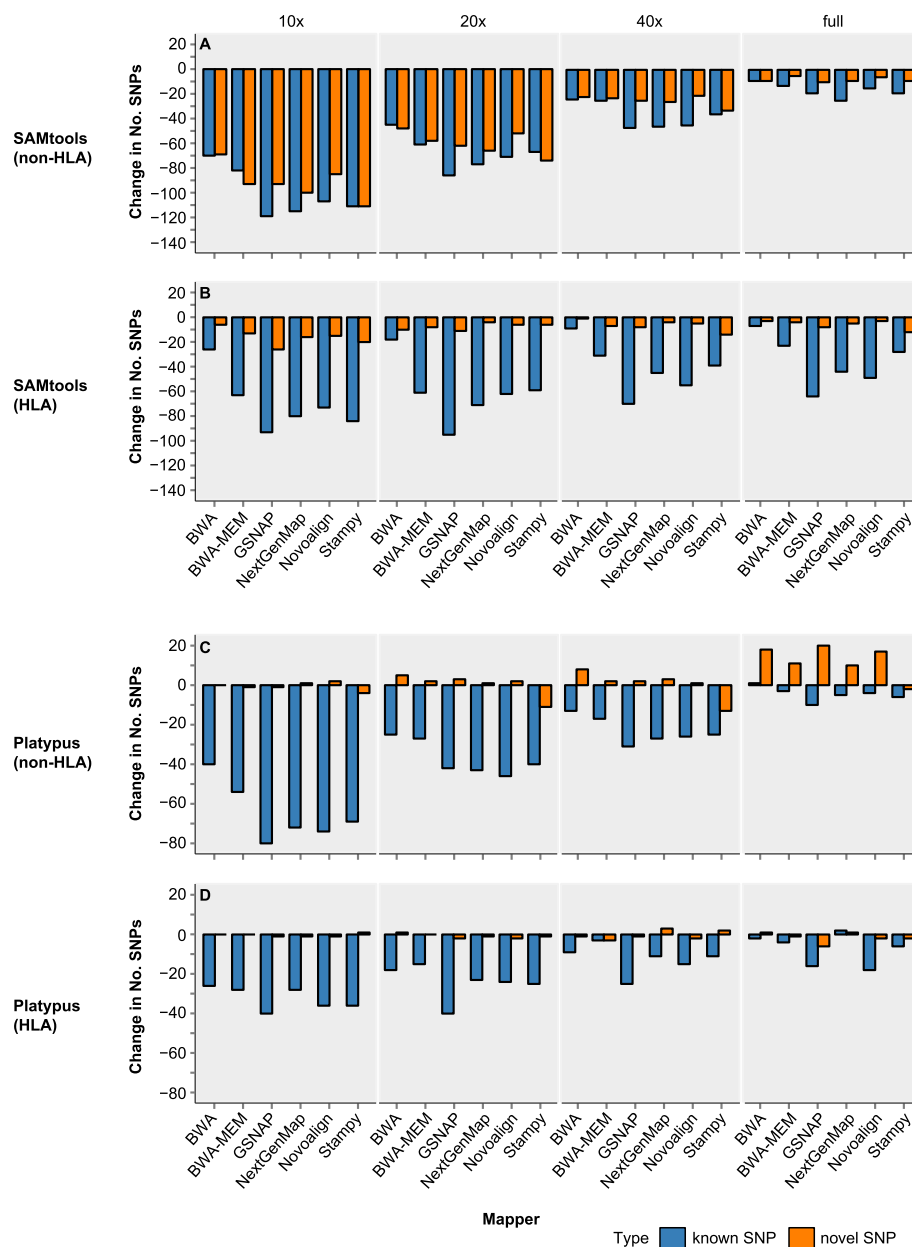 10x 20x 40x full
A
20
0
−20
−40
−60
−80
−100
−120
−140
Change in No. SNPs
SAMtools
(non-HLA)
B
20
0
−20
−40
−60
−80
−100
−120
−140
Change in No. SNPs
SAMtools
(HLA)
BWA BWA-MEM GSNAP NextGenMap Novoalign Stampy BWA BWA-MEM GSNAP NextGenMap Novoalign Stampy BWA BWA-MEM GSNAP NextGenMap Novoalign Stampy BWA BWA-MEM GSNAP NextGenMap Novoalign Stampy
C
20
0
−20
−40
−60
−80
Change in No. SNPs
Platypus
(non-HLA)
D
20
0
−20
−40
−60
−80
Change in No. SNPs
Platypus
(HLA)
BWA BWA-MEM GSNAP NextGenMap Novoalign Stampy BWA BWA-MEM GSNAP NextGenMap Novoalign Stampy BWA BWA-MEM GSNAP NextGenMap Novoalign Stampy BWA BWA-MEM GSNAP NextGenMap Novoalign Stampy
Mapper
Type known SNP novel SNP